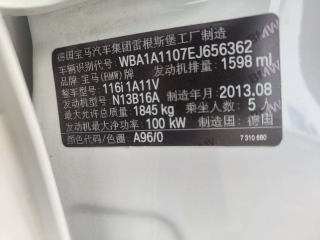 德国宝马汽车集团雷根斯堡工厂制造
车辆识别代号: WBA1A1107EJ656362
品牌: 宝马(BMW) 发动机排量: 1598 ml
整车型号: 116i 1A11V
发动机型号: N13B16A 制造年月: 2013.08
最大允许总质量: 1845 kg 乘坐人数: 5 人
发动机最大净功率: 100 kW 制造国: 德国
颜色代码/色圈 A96/0 7 310 680